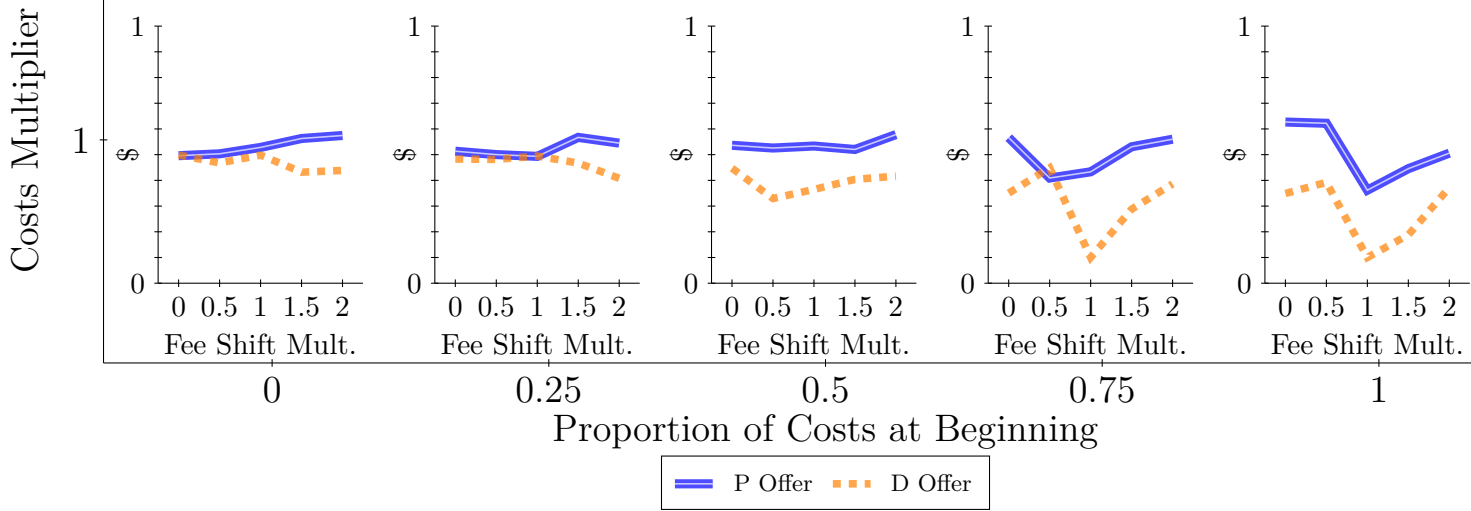 Costs Multiplier
1
1 1 1 1 1
$ $ $ $ $
0 0 0 0 0
0 0.5 1 1.5 2 0 0.5 1 1.5 2 0 0.5 1 1.5 2 0 0.5 1 1.5 2 0 0.5 1 1.5 2
Fee Shift Mult. Fee Shift Mult. Fee Shift Mult. Fee Shift Mult. Fee Shift Mult.
0 0.25 0.5 0.75 1
Proportion of Costs at Beginning
P Offer D Offer